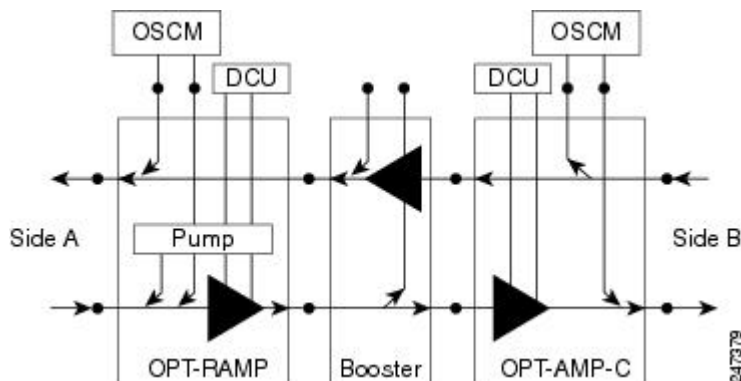 OSCM
OSCM
DCU
DCU
Side A
Pump
Side B
OPT-RAMP
Booster
OPT-AMP-C
247379